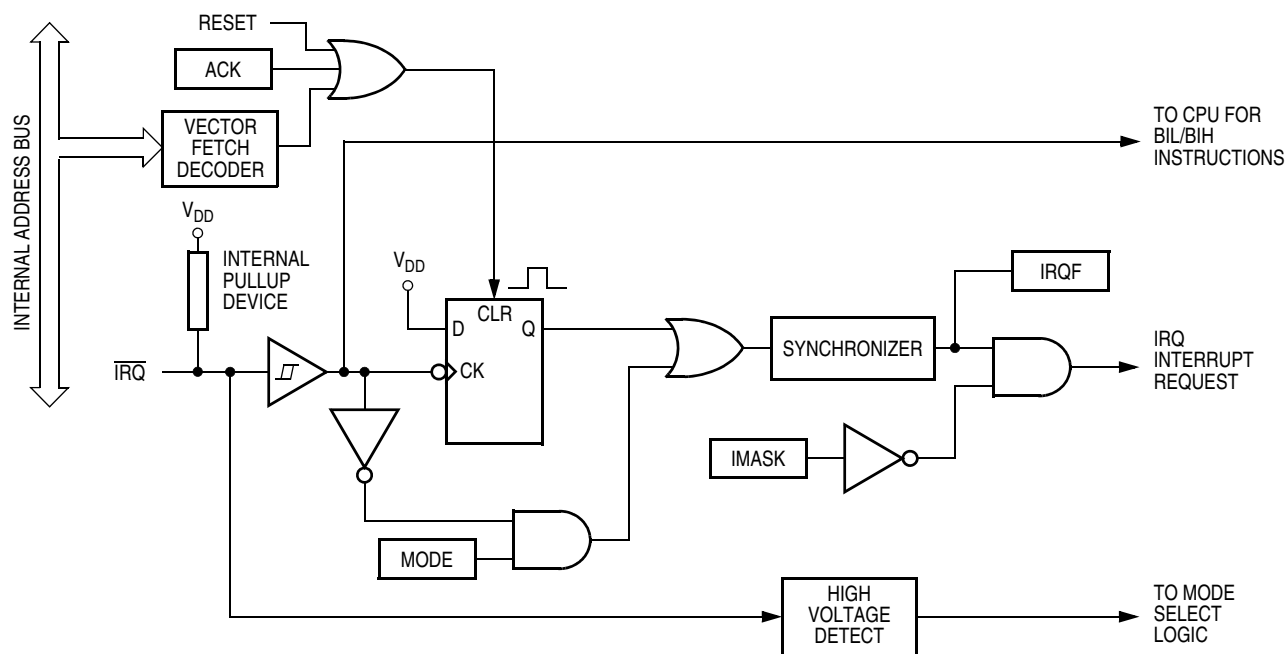 RESET
ACK
VECTOR
FETCH
DECODER
INTERNAL ADDRESS BUS
TO CPU FOR
BIL/BIH
INSTRUCTIONS
VDD
INTERNAL
PULLUP
DEVICE
VDD
CLR
D
Q
CK
IRQ
SYNCHRONIZER
IRQF
IRQ
INTERRUPT
REQUEST
IMASK
MODE
HIGH
VOLTAGE
DETECT
TO MODE
SELECT
LOGIC